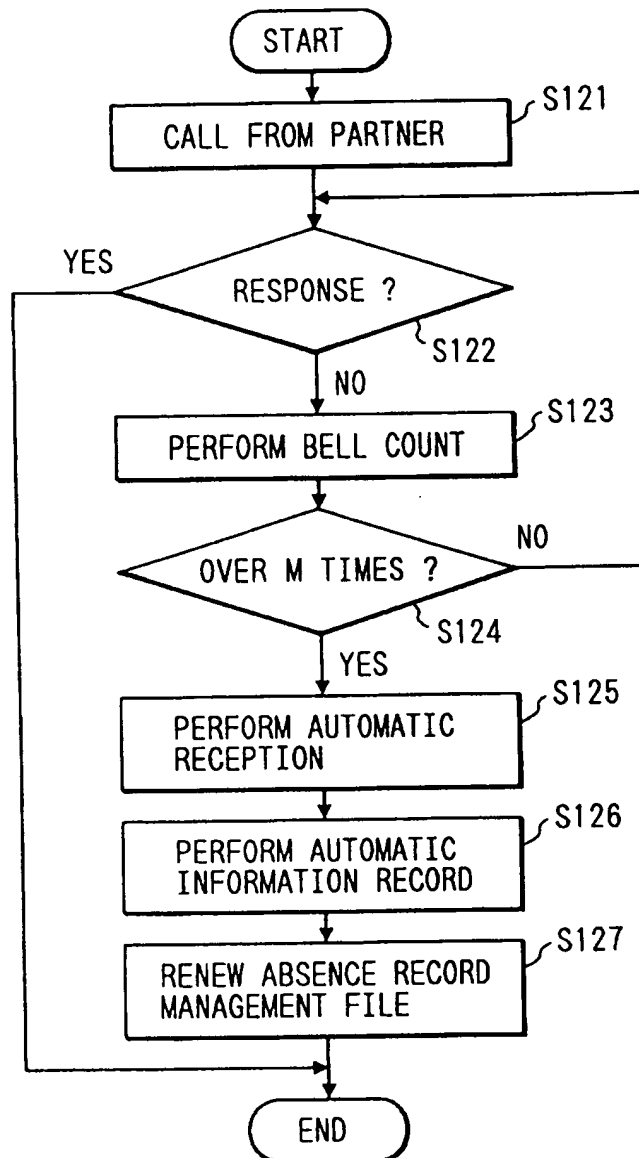 START
S121
CALL FROM PARTNER
YES
RESPONSE ?
S122
NO
S123
PERFORM BELL COUNT
NO
OVER M TIMES ?
S124
YES
S125
PERFORM AUTOMATIC
RECEPTION
S126
PERFORM AUTOMATIC
INFORMATION RECORD
S127
RENEW ABSENCE RECORD
MANAGEMENT FILE
END